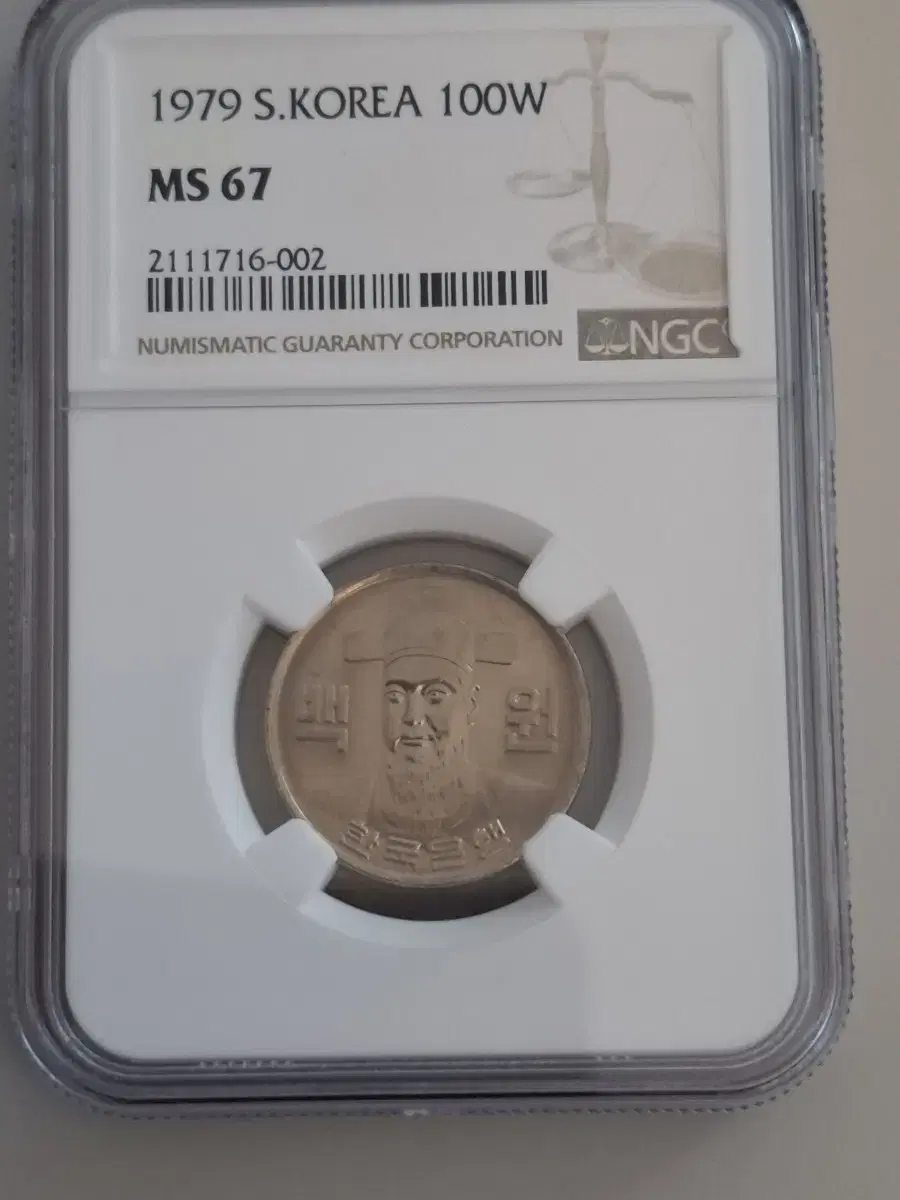 1979 S.KOREA 100W
MS 67
2111716-002
NUMISMATIC GUARANTY CORPORATION
NGC
백 원
한국은행